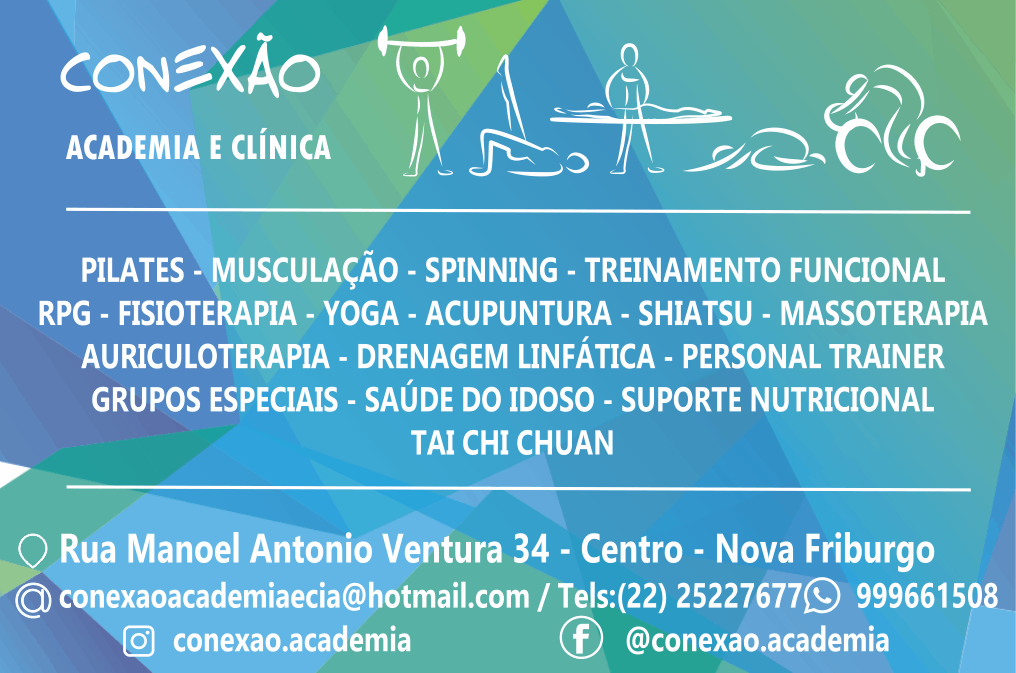 CONEXÃO
ACADEMIA E CLÍNICA
PILATES - MUSCULAÇÃO - SPINNING - TREINAMENTO FUNCIONAL
RPG - FISIOTERAPIA - YOGA - ACUPUNTURA - SHIATSU - MASSOTERAPIA
AURICULOTERAPIA - DRENAGEM LINFÁTICA - PERSONAL TRAINER
GRUPOS ESPECIAIS - SAÚDE DO IDOSO - SUPORTE NUTRICIONAL
TAI CHI CHUAN
Rua Manoel Antonio Ventura 34 - Centro - Nova Friburgo
@ conexaoacademiaecia@hotmail.com / Tels:(22) 25227677 999661508
conexao.academia @conexao.academia